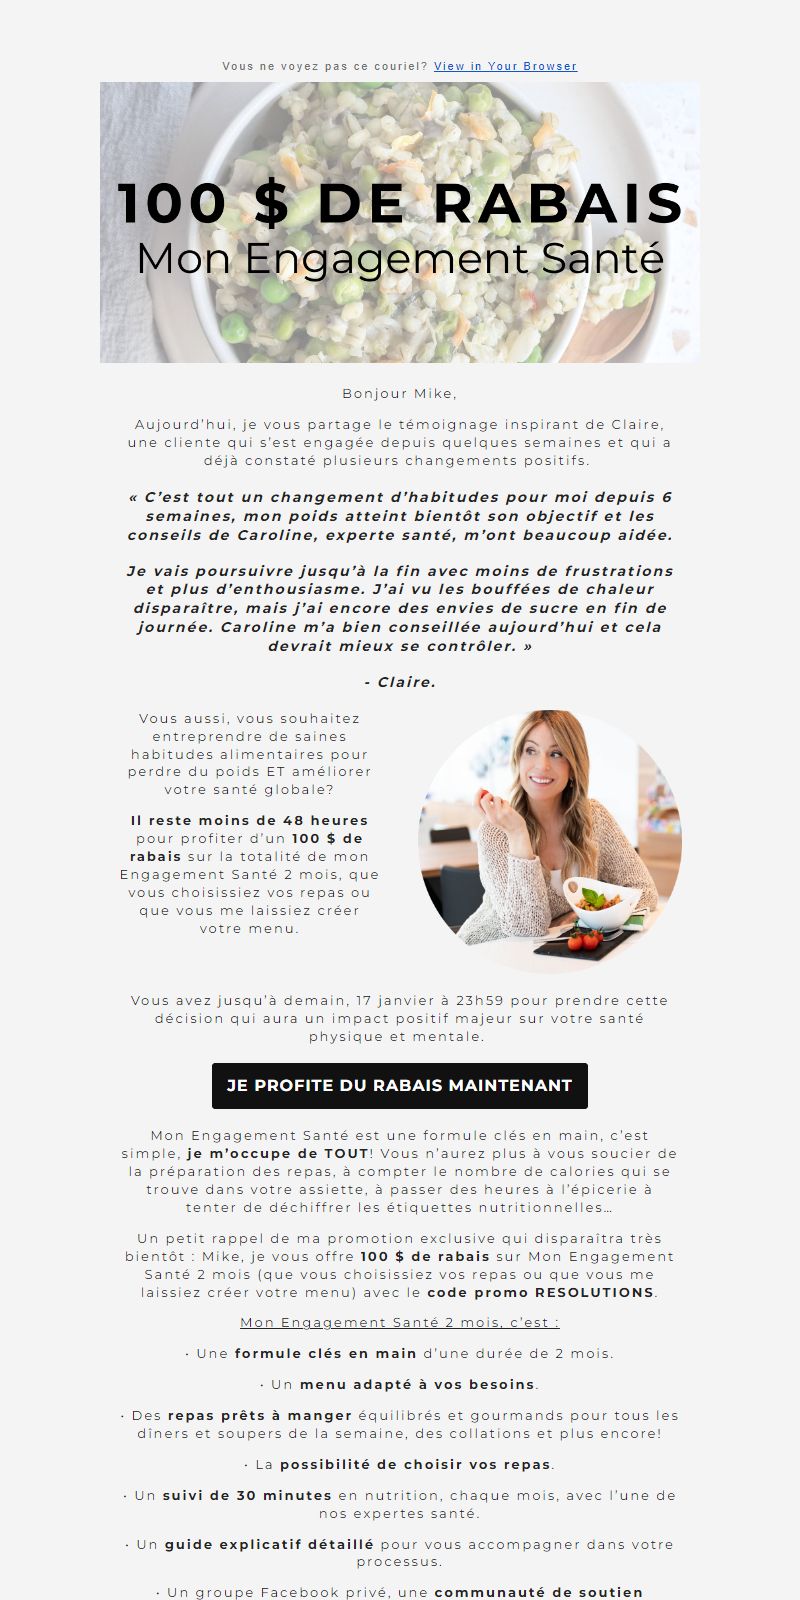 Vous ne voyez pas ce couriel? View in Your Browser
100 $ DE RABAIS
Mon Engagement Santé
Bonjour Mike,
Aujourd'hui, je vous partage le témoignage inspirant de Claire,
une cliente qui s'est engagée depuis quelques semaines et qui a
déjà constaté plusieurs changements positifs.
« C'est tout un changement d'habitudes pour moi depuis 6
semaines, mon poids atteint bientôt son objectif et les
conseils de Caroline, experte santé, m'ont beaucoup aidée.
Je vais poursuivre jusqu'à la fin avec moins de frustrations
et plus d'enthousiasme. J'ai vu les bouffées de chaleur
disparaître, mais j'ai encore des envies de sucre en fin de
journée. Caroline m'a bien conseillée aujourd'hui et cela
devrait mieux se contrôler. »
- Claire.
Vous aussi, vous souhaitez
entreprendre de saines
habitudes alimentaires pour
perdre du poids ET améliorer
votre santé globale?
Il reste moins de 48 heures
pour profiter d'un 100 $ de
rabais sur la totalité de mon
Engagement Santé 2 mois, que
vous choisissiez vos repas ou
que vous me laissiez créer
votre menu.
Vous avez jusqu'à demain, 17 janvier à 23h59 pour prendre cette
décision qui aura un impact positif majeur sur votre santé
physique et mentale.
JE PROFITE DU RABAIS MAINTENANT
Mon Engagement Santé est une formule clés en main, c'est
simple, je m'occupe de TOUT! Vous n'aurez plus à vous soucier de
la préparation des repas, à compter le nombre de calories qui se
trouve dans votre assiette, à passer des heures à l'épicerie à
tenter de déchiffrer les étiquettes nutritionnelles…
Un petit rappel de ma promotion exclusive qui disparaîtra très
bientôt : Mike, je vous offre 100 $ de rabais sur Mon Engagement
Santé 2 mois (que vous choisissiez vos repas ou que vous me
laissiez créer votre menu) avec le code promo RESOLUTIONS.
Mon Engagement Santé 2 mois, c'est :
• Une formule clés en main d'une durée de 2 mois.
• Un menu adapté à vos besoins.
• Des repas prêts à manger équilibrés et gourmands pour tous les
dîners et soupers de la semaine, des collations et plus encore!
• La possibilité de choisir vos repas.
• Un suivi de 30 minutes en nutrition, chaque mois, avec l'une de
nos expertes santé.
• Un guide explicatif détaillé pour vous accompagner dans votre
processus.
• Un groupe Facebook privé, une communauté de soutien